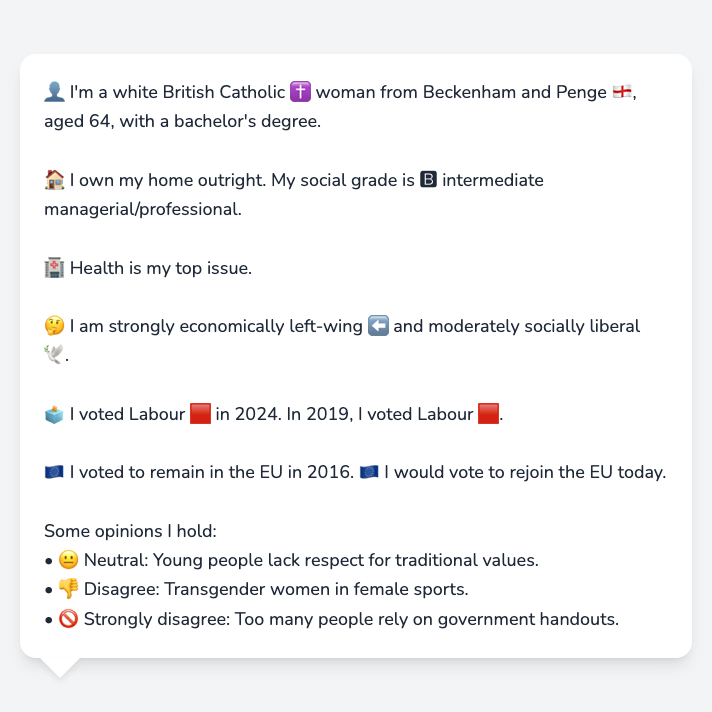 👤 I'm a white British Catholic ✝️ woman from Beckenham and Penge 🏴󠁧󠁢󠁥󠁮󠁧󠁿,
aged 64, with a bachelor's degree.
🏠 I own my home outright. My social grade is 🅱 intermediate
managerial/professional.
🏥 Health is my top issue.
🤔 I am strongly economically left-wing ⬅️ and moderately socially liberal
🕊️.
🗳️ I voted Labour 🟥 in 2024. In 2019, I voted Labour 🟥.
🇪🇺 I voted to remain in the EU in 2016. 🇪🇺 I would vote to rejoin the EU today.
Some opinions I hold:
• 😐 Neutral: Young people lack respect for traditional values.
• 👎 Disagree: Transgender women in female sports.
• 🚫 Strongly disagree: Too many people rely on government handouts.